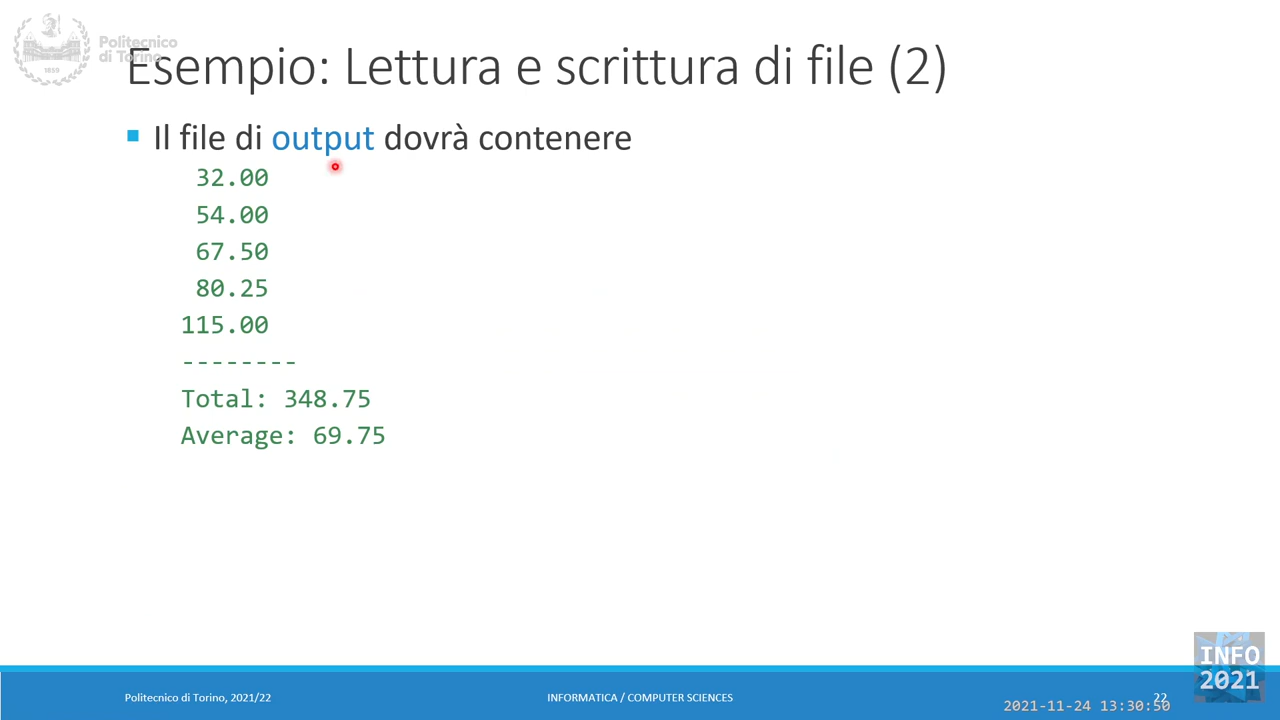 Politecnico
di Torino
1859
Esempio: Lettura e scrittura di file (2)
Il file di output dovrà contenere
32.00
54.00
67.50
80.25
115.00
--------
Total: 348.75
Average: 69.75
INFO
2021
Politecnico di Torino, 2021/22
INFORMATICA / COMPUTER SCIENCES
22
2021-11-24 13:30:50